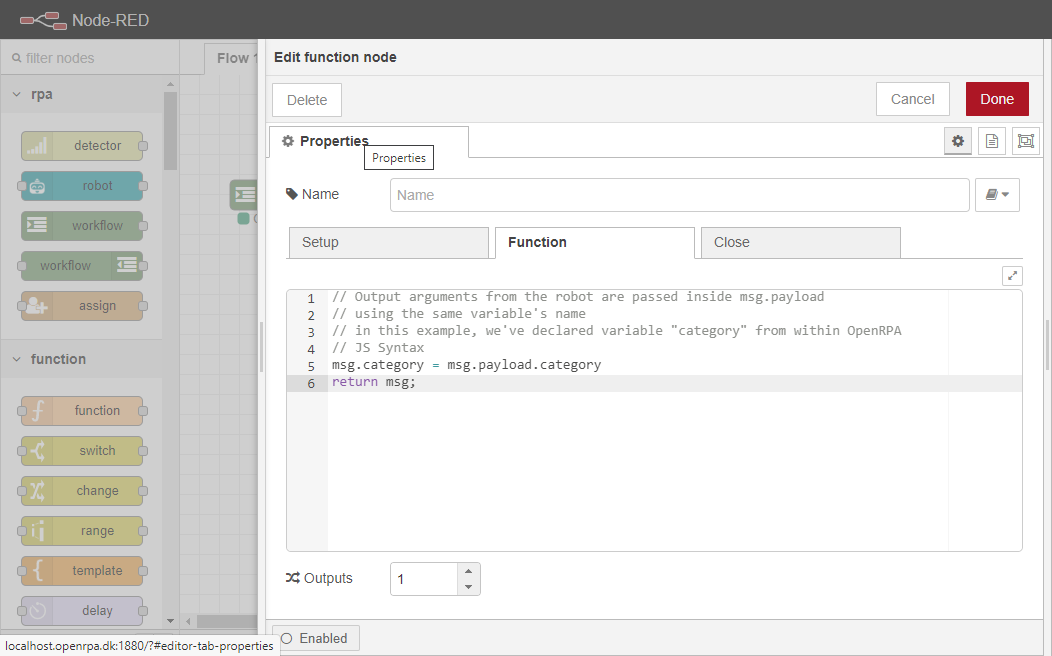 Node-RED
filter nodes
Flow 1
Edit function node
Delete
Cancel
Done
Properties
Properties
Name
Name
Setup
Function
Close
1 // Output arguments from the robot are passed inside msg.payload
2 // using the same variable's name
3 // in this example, we've declared variable "category" from within OpenRPA
4 // JS Syntax
5 msg.category = msg.payload.category
6 return msg;
Outputs
1
Enabled
rpa
detector
robot
workflow
workflow
assign
function
function
switch
change
range
template
delay
localhost.openrpa.dk:1880/?#editor-tab-properties